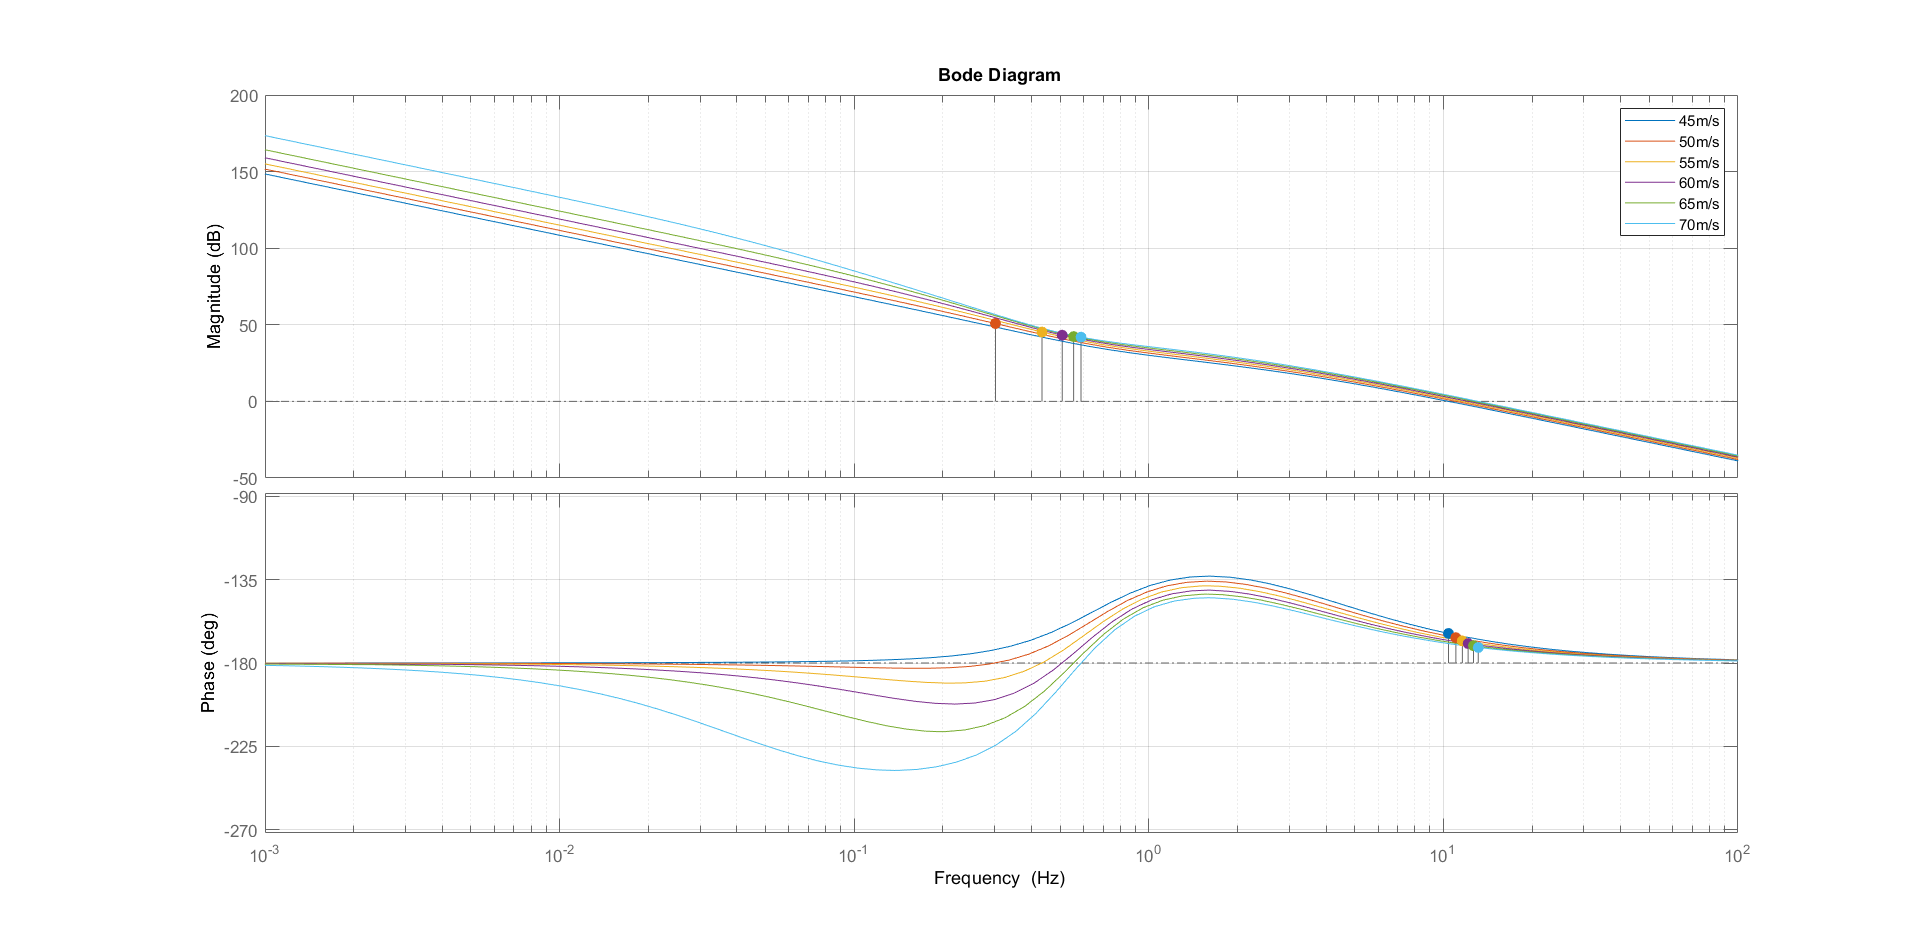 Bode Diagram
200
150
100
50
0
-50
Magnitude (dB)
45m/s
50m/s
55m/s
60m/s
65m/s
70m/s
-90
-135
-180
-225
-270
Phase (deg)
10-3
10-2
10-1
100
101
102
Frequency (Hz)